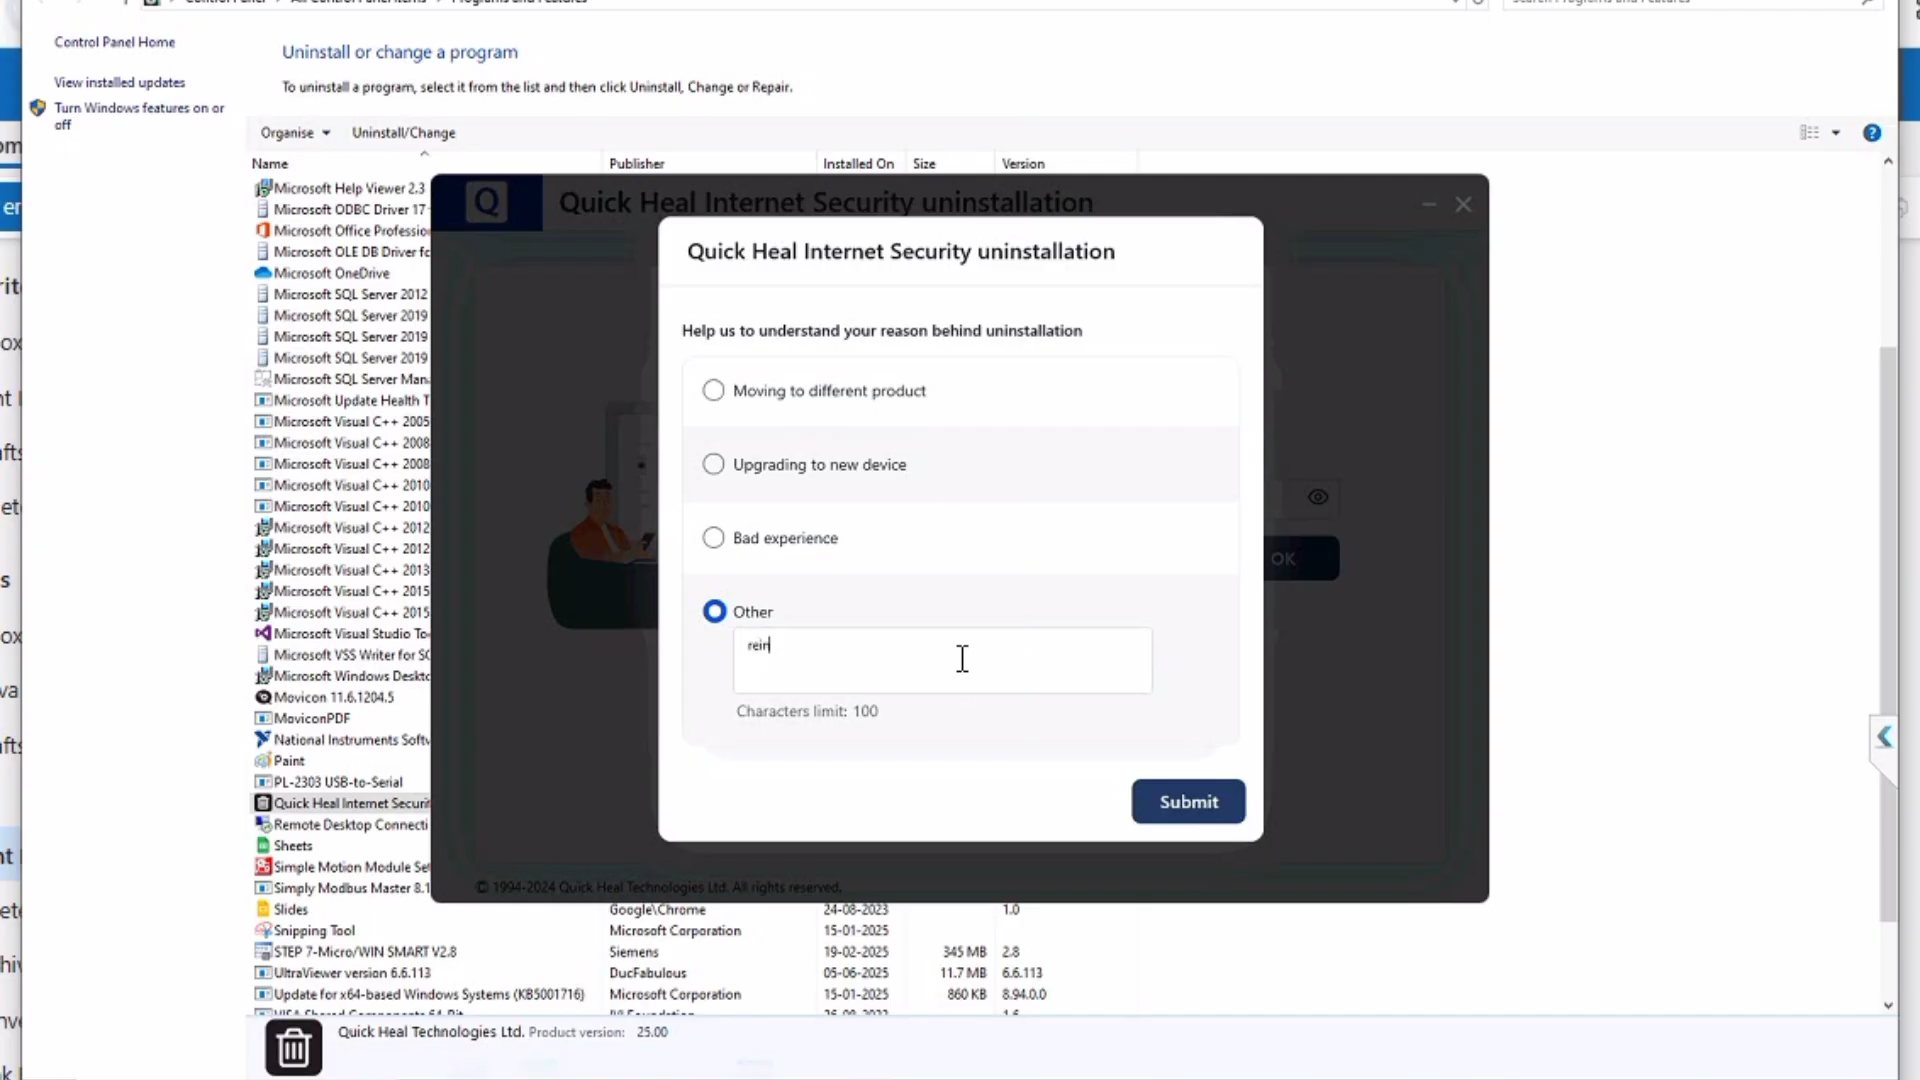 Control Panel Home
View installed updates
Turn Windows features on or
off
Uninstall or change a program
To uninstall a program, select it from the list and then click Uninstall, Change or Repair.
Organise
Uninstall/Change
Name Publisher Installed On Size Version
Microsoft Help Viewer 2.3
Microsoft ODBC Driver 17
Microsoft Office Professio
Microsoft OLE DB Driver fo
Microsoft OneDrive
Microsoft SQL Server 2012
Microsoft SQL Server 2019
Microsoft SQL Server 2019
Microsoft SQL Server 2019
Microsoft SQL Server Man
Microsoft Update Health T
Microsoft Visual C++ 2005
Microsoft Visual C++ 2008
Microsoft Visual C++ 2008
Microsoft Visual C++ 2010
Microsoft Visual C++ 2010
Microsoft Visual C++ 2012
Microsoft Visual C++ 2012
Microsoft Visual C++ 2013
Microsoft Visual C++ 2015
Microsoft Visual C++ 2015
Microsoft Visual Studio To
Microsoft VSS Writer for SQ
Microsoft Windows Deskto
Movicon 11.6.1204.5
MoviconPDF
National Instruments Softw
Paint
PL-2303 USB-to-Serial
Quick Heal Internet Securi
Remote Desktop Connecti
Sheets
Simple Motion Module Set
Simply Modbus Master 8.1
Slides Google\Chrome 24-08-2023 1.0
Snipping Tool Microsoft Corporation 15-01-2025
STEP 7-Micro/WIN SMART V2.8 Siemens 19-02-2025 345 MB 2.8
UltraViewer version 6.6.113 DucFabulous 05-06-2025 11.7 MB 6.6.113
Update for x64-based Windows Systems (KB5001716) Microsoft Corporation 15-01-2025 860 KB 8.94.0.0
Quick Heal Technologies Ltd. Product version: 25.00
Q Quick Heal Internet Security uninstallation
Quick Heal Internet Security uninstallation
Help us to understand your reason behind uninstallation
Moving to different product
Upgrading to new device
Bad experience
Other
rein
Characters limit: 100
Submit
OK
© 1994-2024 Quick Heal Technologies Ltd. All rights reserved.